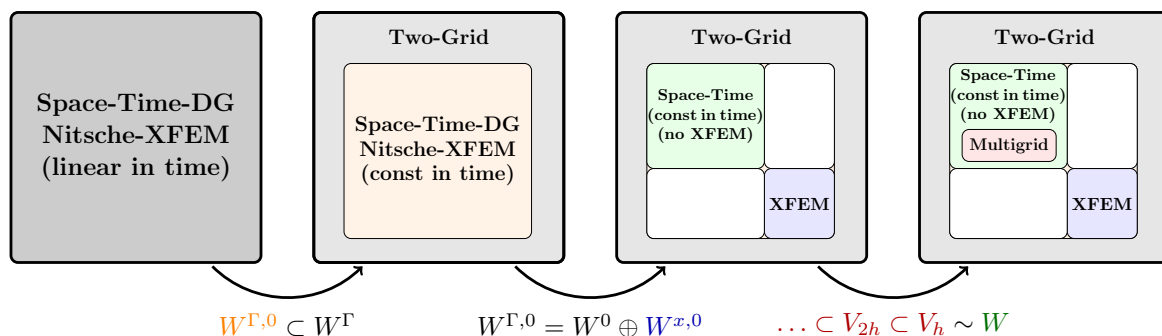 Space-Time-DG
Nitsche-XFEM
(linear in time)
Two-Grid
Space-Time-DG
Nitsche-XFEM
(const in time)
Two-Grid
Space-Time
(const in time)
(no XFEM)
XFEM
Two-Grid
Space-Time
(const in time)
(no XFEM)
Multigrid
XFEM
W^{Γ,0} ⊂ W^Γ
W^{Γ,0} = W^0 ⊕ W^{x,0}
… ⊂ V_{2h} ⊂ V_h ∼ W